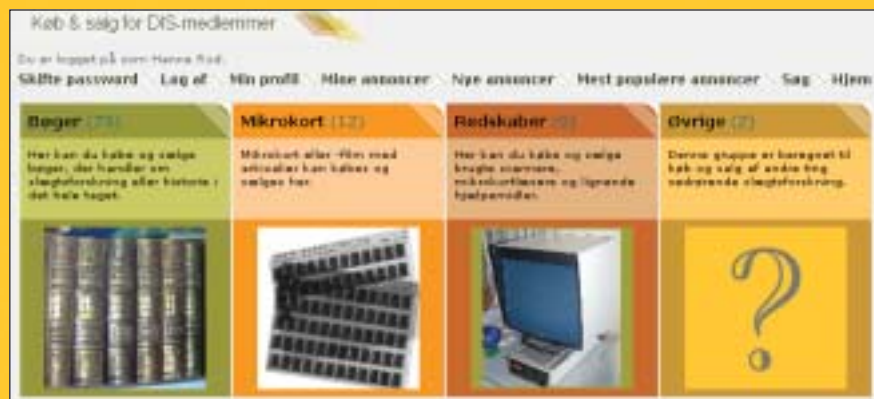 Køb & salg for DIS-medlemmer
Du er logget på som Hanne Rud.
Skifte password Log af Min profil Mine annoncer Nye annoncer Mest populære annoncer Søg Hjem
Bøger
Mikrokort (12)
Redskaber
Øvrige (2)
Her kan du købe og sælge
bøger, der handler om
slægtsforskning eller historie i
det hele taget.
Mikrokort eller -film med
arkivalier kan købes og
sælges her.
Her kan du købe og sælge
brugte scannere,
mikrokortlæsere og lignende
hjælpemidler.
Denne gruppe er beregnet til
køb og salg af andre ting
vedrørende slægtsforskning.
?